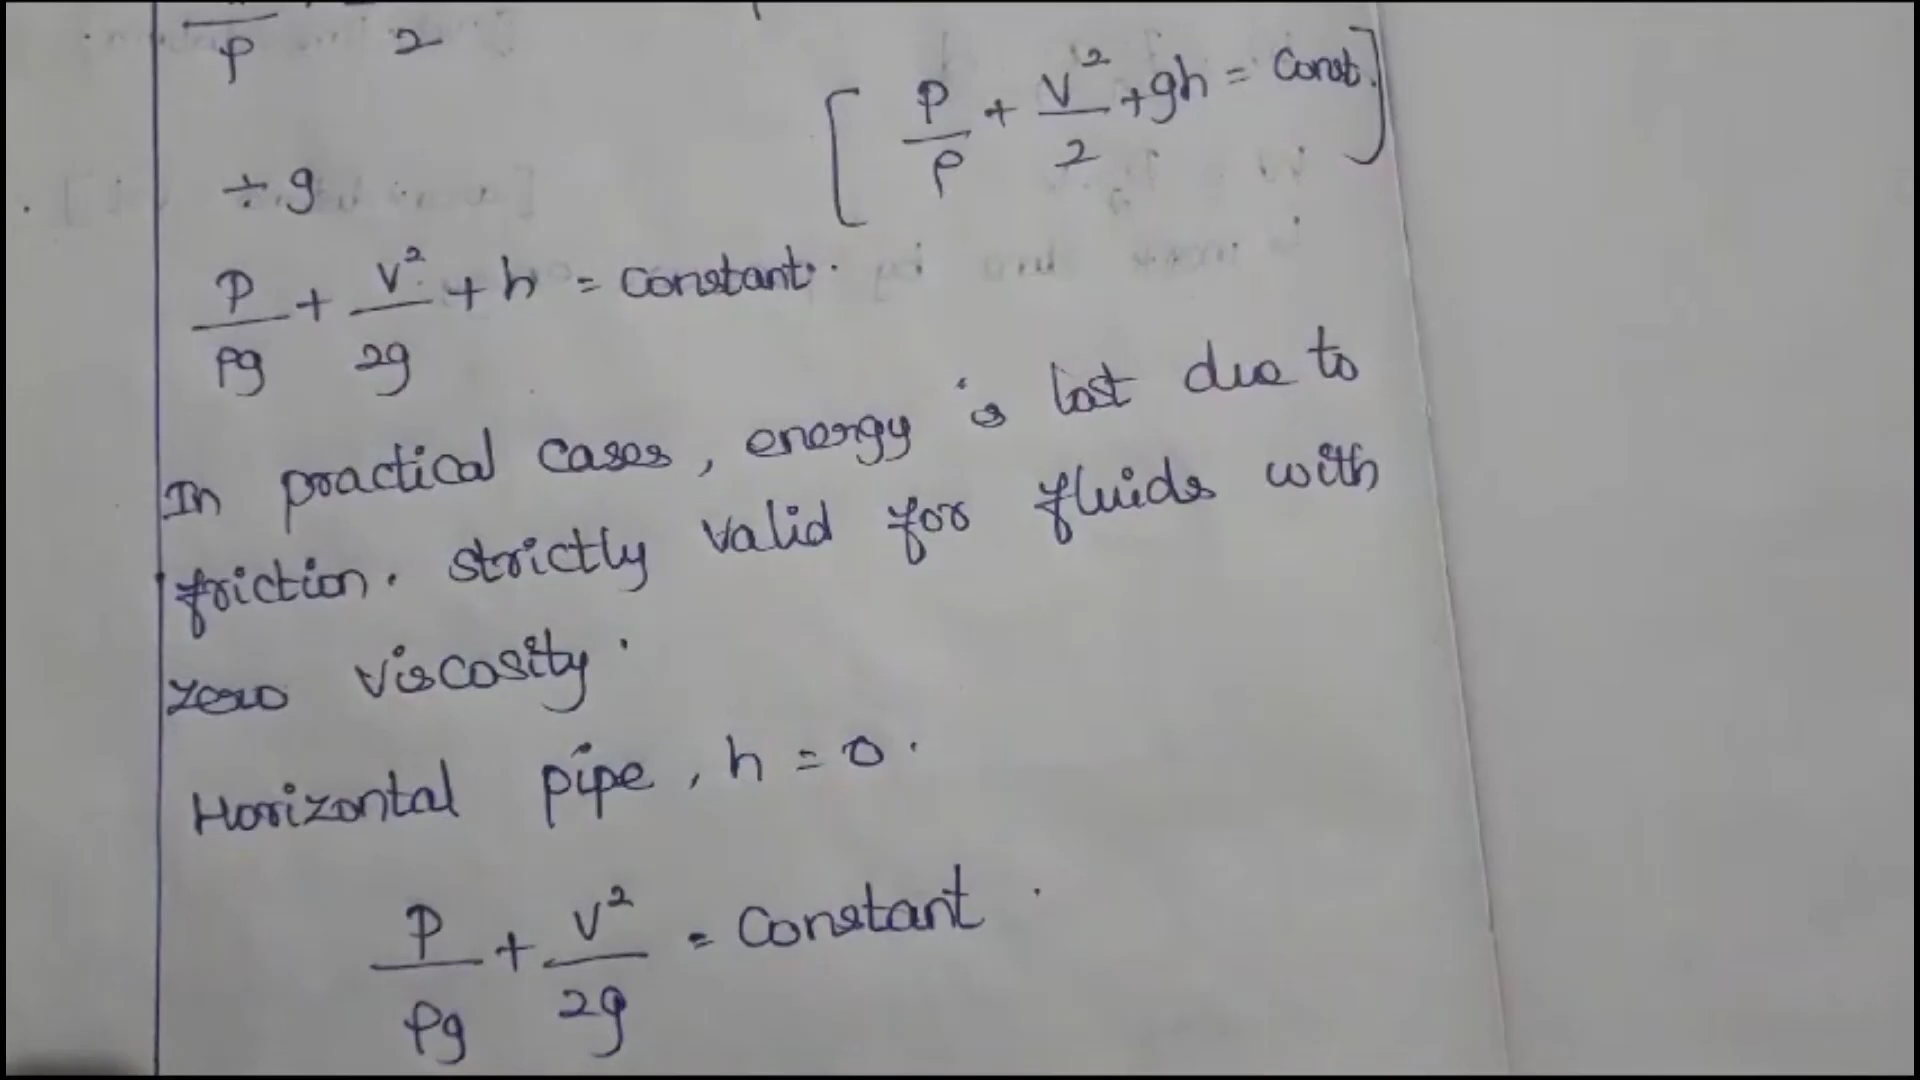 ρ 2
[P/ρ + V²/2 + gh = Const.]
÷ g
P/ρg + V²/2g + h = Constant.
In practical cases, energy is lost due to
friction. strictly valid for fluids with
zero viscosity.
Horizontal pipe, h = 0.
P/ρg + V²/2g = Constant.